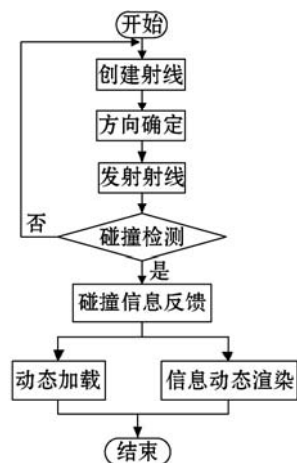 开始
创建射线
方向确定
发射射线
否
碰撞检测
是
碰撞信息反馈
动态加载
信息动态渲染
结束